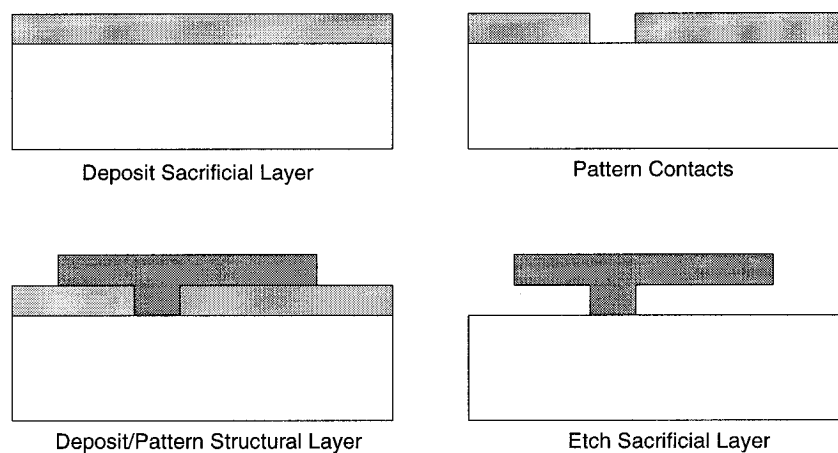 Deposit Sacrificial Layer
Pattern Contacts
Deposit/Pattern Structural Layer
Etch Sacrificial Layer